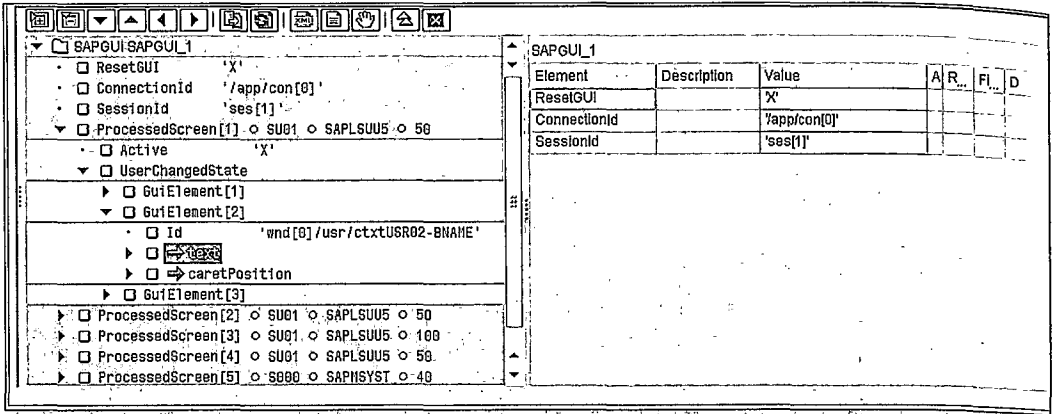 XML
SAPGUI SAPGUI_1
ResetGUI 'X'
ConnectionId '/app/con[0]'
SessionId 'ses[1]'
ProcessedScreen[1] SU01 SAPLSUU5 50
Active 'X'
UserChangedState
GuiElement[1]
GuiElement[2]
Id 'wnd[0]/usr/ctxtUSR02-BNAME'
text
caretPosition
GuiElement[3]
ProcessedScreen[2] SU01 SAPLSUU5 50
ProcessedScreen[3] SU01 SAPLSUU5 100
ProcessedScreen[4] SU01 SAPLSUU5 50
ProcessedScreen[5] S000 SAPMSYST 40
SAPGUI_1
Element Description Value A R... Fl... D
ResetGUI 'X'
ConnectionId '/app/con[0]'
SessionId 'ses[1]'